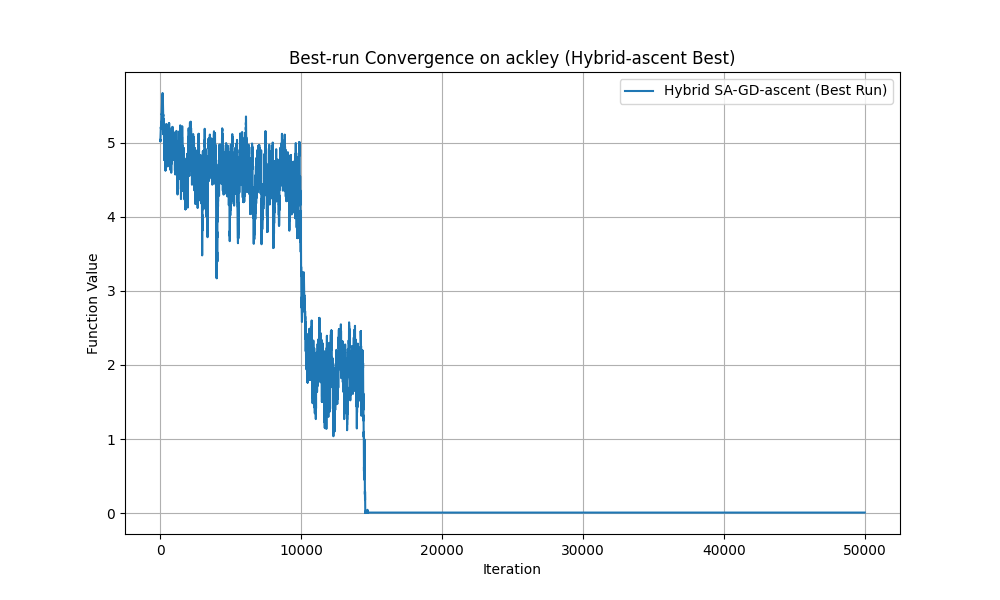 Best-run Convergence on ackley (Hybrid-ascent Best)
Hybrid SA-GD-ascent (Best Run)
Function Value
5
4
3
2
1
0
0 10000 20000 30000 40000 50000
Iteration